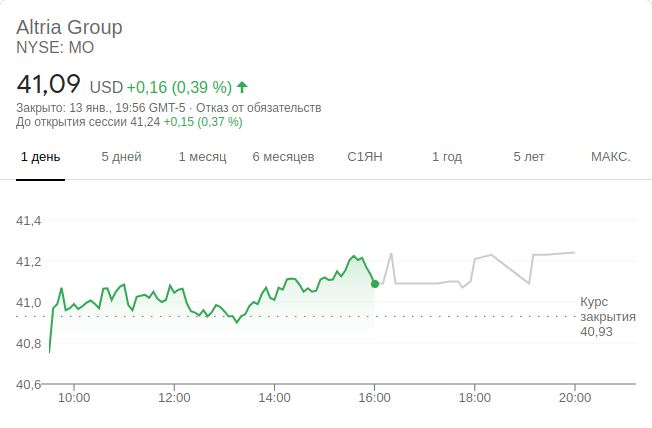 Altria Group
NYSE: MO
41,09 USD +0,16 (0,39 %)
Закрыто: 13 янв., 19:56 GMT-5 · Отказ от обязательств
До открытия сессии 41,24 +0,15 (0,37 %)
1 день 5 дней 1 месяц 6 месяцев С1ЯН 1 год 5 лет МАКС.
41,4
41,2
41,0
40,8
40,6
Курс
закрытия
40,93
10:00 12:00 14:00 16:00 18:00 20:00